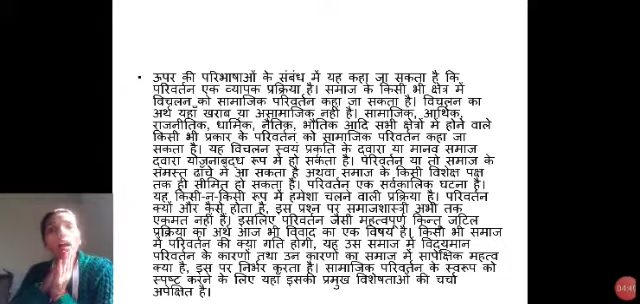 • ऊपर की परिभाषाओं के संबंध में यह कहा जा सकता है कि
परिवर्तन एक व्यापक प्रक्रिया है। समाज के किसी भी क्षेत्र में
विचलन को सामाजिक परिवर्तन कहा जा सकता है। विचलन का
अर्थ यहाँ खराब या असामाजिक नहीं है। सामाजिक, आर्थिक,
राजनीतिक, धार्मिक, नैतिक, भौतिक आदि सभी क्षेत्रों में होने वाले
किसी भी प्रकार के परिवर्तन को सामाजिक परिवर्तन कहा जा
सकता है। यह विचलन स्वयं प्रकृति के द्वारा या मानव समाज
द्वारा योजनाबद्ध रूप में हो सकता है। परिवर्तन या तो समाज के
समस्त ढाँचे में आ सकता है अथवा समाज के किसी विशेष पक्ष
तक ही सीमित हो सकता है। परिवर्तन एक सर्वकालिक घटना है।
यह किसी-न-किसी रूप में हमेशा चलने वाली प्रक्रिया है। परिवर्तन
क्यों और कैसे होता है, इस प्रश्न पर समाजशास्त्री अभी तक
एकमत नहीं हैं। इसलिए परिवर्तन जैसी महत्वपूर्ण किन्तु जटिल
प्रक्रिया का अर्थ आज भी विवाद का एक विषय है। किसी भी समाज
में परिवर्तन की क्या गति होगी, यह उस समाज में विद्यमान
परिवर्तन के कारणों तथा उन कारणों का समाज में सापेक्षिक महत्व
क्या है, इस पर निर्भर करता है। सामाजिक परिवर्तन के स्वरूप को
स्पष्ट करने के लिए यहाँ इसकी प्रमुख विशेषताओं की चर्चा
अपेक्षित है।